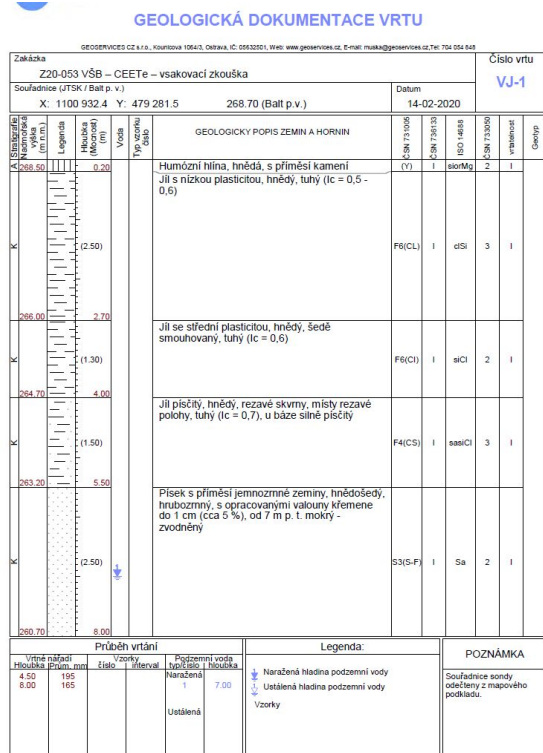 GEOLOGICKÁ DOKUMENTACE VRTU
GEOSERVICES CZ s.r.o., Kounicova 1064/3, Ostrava, IČ: 05632501, Web: www.geoservices.cz, E-mail: muska@geoservices.cz,Tel: 704 054 848
Zakázka
Číslo vrtu
Z20-053 VŠB – CEETe – vsakovací zkouška
VJ-1
Souřadnice (JTSK / Balt p. v.)
Datum
X: 1100 932.4 Y: 479 281.5 268.70 (Balt p.v.)
14-02-2020
Stratigrafie
Nadmořská výška (m n.m.)
Legenda
Hloubka (Mocnost) (m)
Voda
Typ vzorku číslo
GEOLOGICKY POPIS ZEMIN A HORNIN
ČSN 731005
ČSN 736133
ISO 14688
ČSN 733050
vrtatelnost
Geotyp
A 268.50 0.20 Humózní hlína, hnědá, s příměsí kamení (Y) I siorMg 2 I
Jíl s nízkou plasticitou, hnědý, tuhý (Ic = 0,5 -
0,6)
K (2.50) F6(CL) I clSi 3 I
266.00 2.70
Jíl se střední plasticitou, hnědý, šedě
smouhovaný, tuhý (Ic = 0,6)
K (1.30) F6(CI) I siCl 2 I
264.70 4.00
Jíl písčitý, hnědý, rezavé skvrny, místy rezavé
polohy, tuhý (Ic = 0,7), u báze silně písčitý
K (1.50) F4(CS) I sasiCl 3 I
263.20 5.50
Písek s příměsí jemnozrnné zeminy, hnědošedý,
hrubozrnný, s opracovanými valouny křemene
do 1 cm (cca 5 %), od 7 m p. t. mokrý -
zvodněný
K (2.50) S3(S-F) I Sa 2 I
260.70 8.00
Průběh vrtání
Legenda:
POZNÁMKA
Vrtné nářadí
Vzorky
Podzemní voda
Hloubka Prům. mm číslo interval typ/číslo hloubka
4.50 195
8.00 165
Naražená
1 7.00
Ustálená
Naražená hladina podzemní vody
Ustálená hladina podzemní vody
Vzorky
Souřadnice sondy
odečteny z mapového
podkladu.